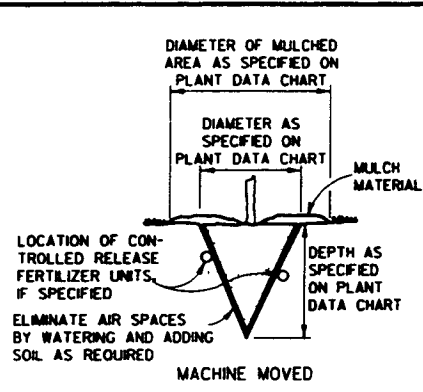 DIAMETER OF MULCHED
AREA AS SPECIFIED ON
PLANT DATA CHART
DIAMETER AS
SPECIFIED ON
PLANT DATA CHART
MULCH
MATERIAL
LOCATION OF CON-
TROLLED RELEASE
FERTILIZER UNITS,
IF SPECIFIED
DEPTH AS
SPECIFIED
ON PLANT
DATA CHART
ELIMINATE AIR SPACES
BY WATERING AND ADDING
SOIL AS REQUIRED
MACHINE MOVED